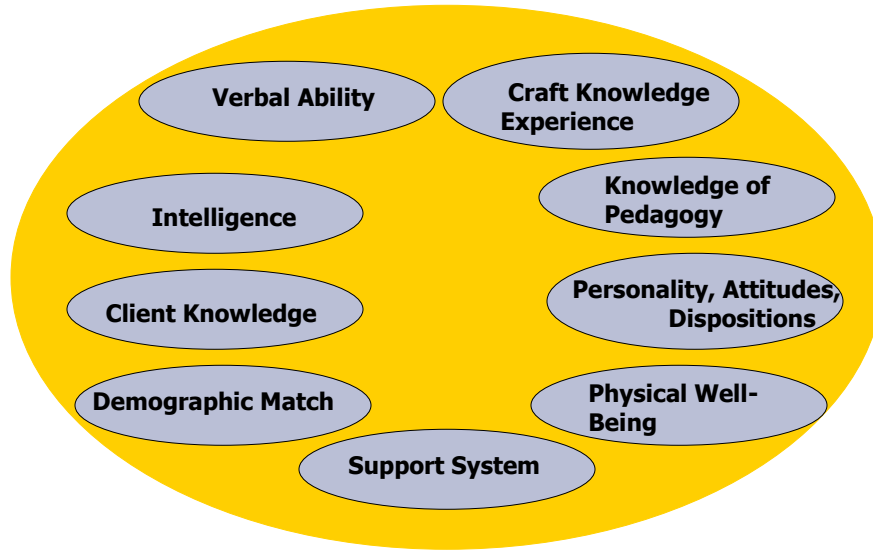 Verbal Ability
Craft Knowledge
Experience
Intelligence
Knowledge of
Pedagogy
Client Knowledge
Personality, Attitudes,
Dispositions
Demographic Match
Physical Well-
Being
Support System